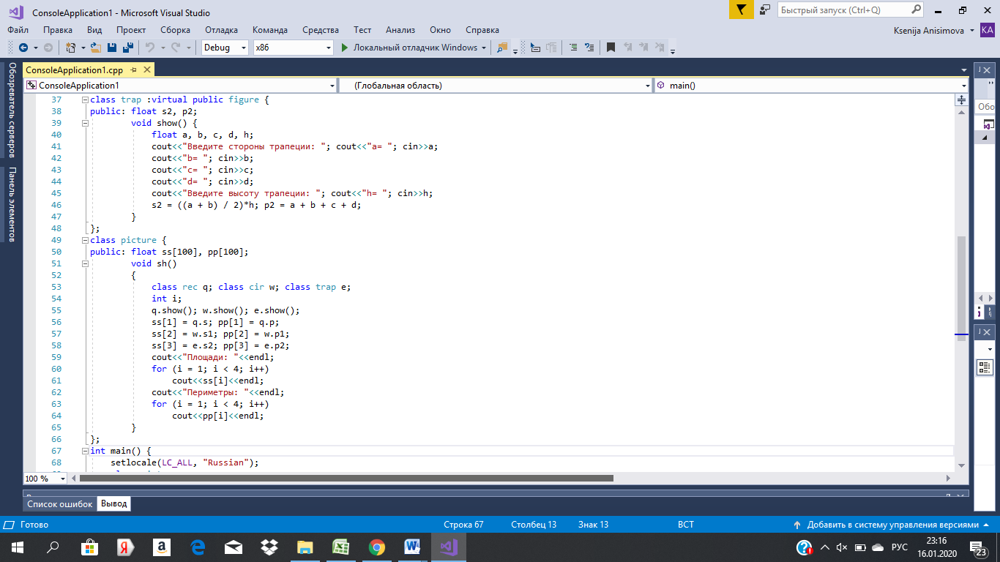 ConsoleApplication1 - Microsoft Visual Studio
Быстрый запуск (Ctrl+Q)
Файл Правка Вид Проект Сборка Отладка Команда Средства Тест Анализ Окно Справка
Ksenija Anisimova KA
Debug x86 Локальный отладчик Windows
Обозреватель серверов
Панель элементов
ConsoleApplication1.cpp
ConsoleApplication1 (Глобальная область) main()
Обо
37 class trap :virtual public figure {
38 public: float s2, p2;
39 void show() {
40 float a, b, c, d, h;
41 cout<<"Введите стороны трапеции: "; cout<<"a= "; cin>>a;
42 cout<<"b= "; cin>>b;
43 cout<<"c= "; cin>>c;
44 cout<<"d= "; cin>>d;
45 cout<<"Введите высоту трапеции: "; cout<<"h= "; cin>>h;
46 s2 = ((a + b) / 2)*h; p2 = a + b + c + d;
47 }
48 };
49 class picture {
50 public: float ss[100], pp[100];
51 void sh()
52 {
53 class rec q; class cir w; class trap e;
54 int i;
55 q.show(); w.show(); e.show();
56 ss[1] = q.s; pp[1] = q.p;
57 ss[2] = w.s1; pp[2] = w.p1;
58 ss[3] = e.s2; pp[3] = e.p2;
59 cout<<"Площади: "<<endl;
60 for (i = 1; i < 4; i++)
61 cout<<ss[i]<<endl;
62 cout<<"Периметры: "<<endl;
63 for (i = 1; i < 4; i++)
64 cout<<pp[i]<<endl;
65 }
66 };
67 int main() {
68 setlocale(LC_ALL, "Russian");
100 %
Список ошибок Вывод
Готово Строка 67 Столбец 13 Знак 13 ВСТ Добавить в систему управления версиями
РУС
23:16
16.01.2020
23